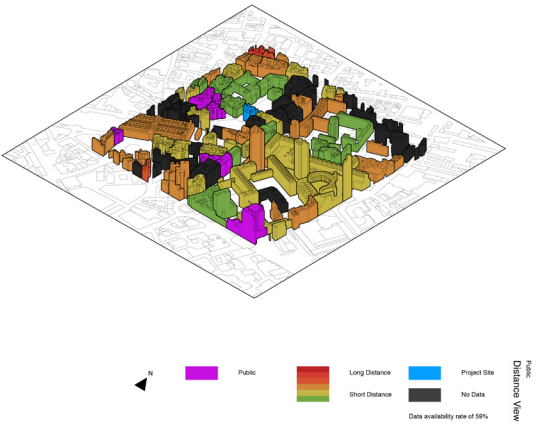 N
Public
Long Distance
Short Distance
Project Site
No Data
Data availability rate of 59%
Public
Distance View